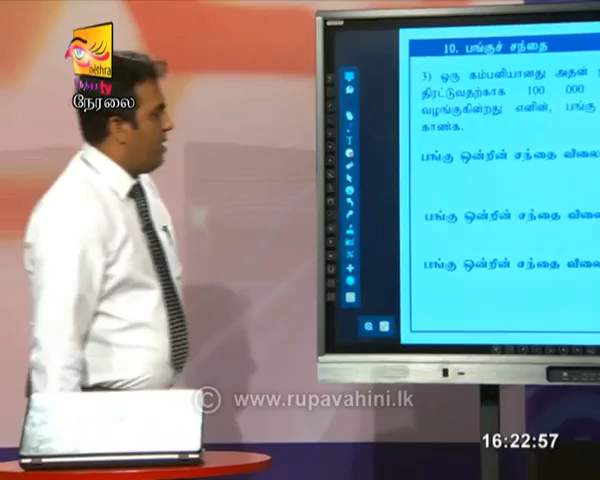 nethra
tv
நேரலை
10. பங்குச் சந்தை
3) ஒரு கம்பனியானது அதன்
திரட்டுவதற்காக 100 000
வழங்குகின்றது எனின், பங்கு
காண்க.
பங்கு ஒன்றின் சந்தை விலை
பங்கு ஒன்றின் சந்தை விலை
பங்கு ஒன்றின் சந்தை விலை
© www.rupavahini.lk
16:22:57